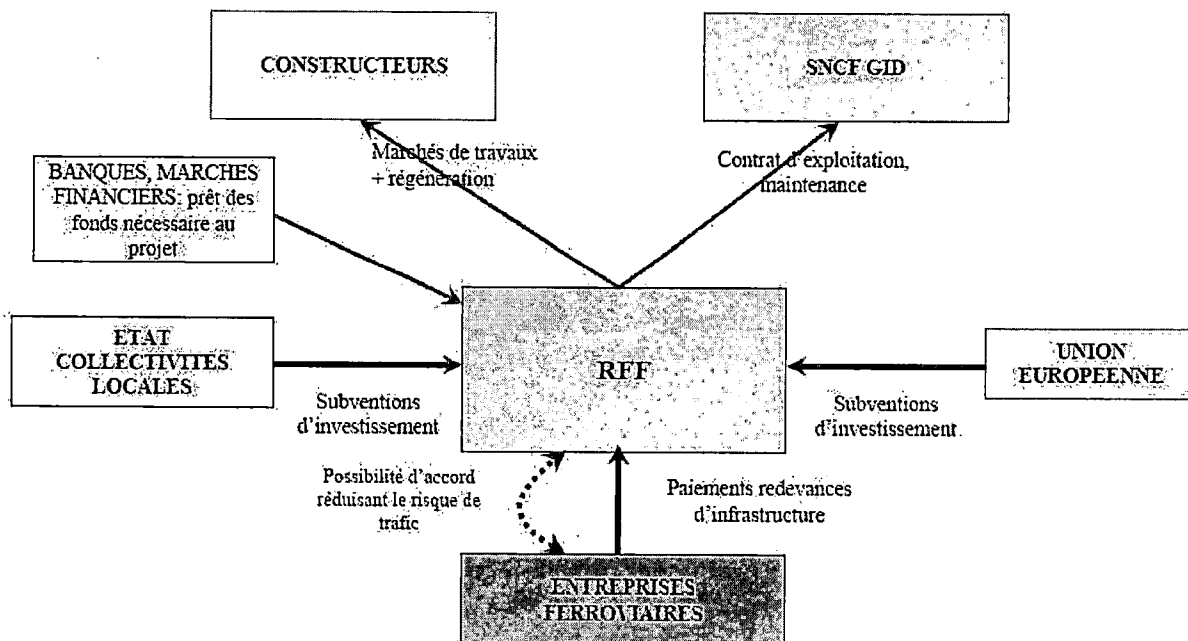 CONSTRUCTEURS
SNCF GID
Marchés de travaux
+ régénération
Contrat d'exploitation,
maintenance
BANQUES, MARCHES
FINANCIERS: prêt des
fonds nécessaire au
projet
ETAT
COLLECTIVITES
LOCALES
RFF
UNION
EUROPEENNE
Subventions
d'investissement
Subventions
d'investissement.
Possibilité d'accord
réduisant le risque de
trafic
Paiements redevances
d'infrastructure
ENTREPRISES
FERROVIAIRES